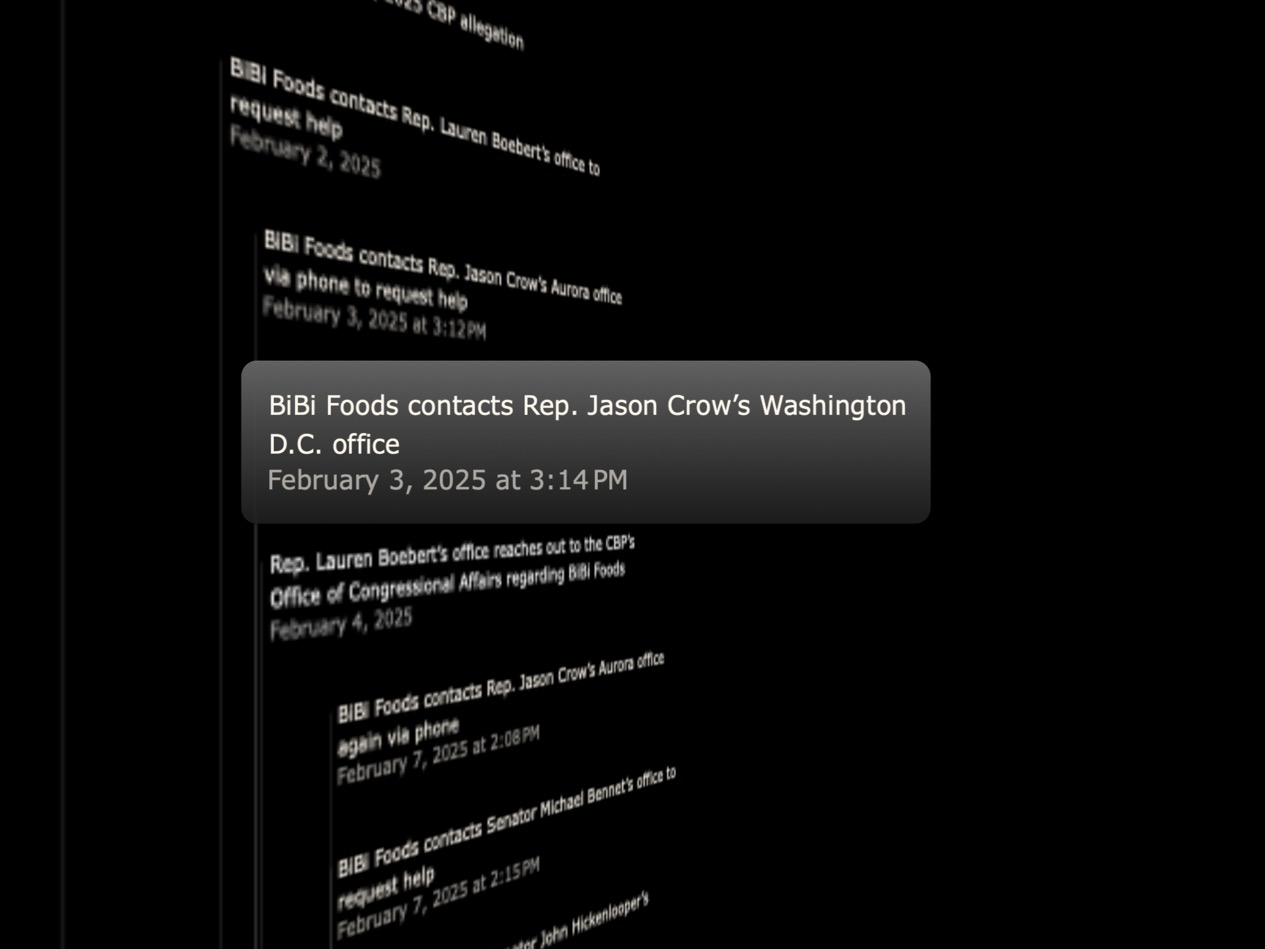 2025 CBP allegation
BiBi Foods contacts Rep. Lauren Boebert's office to
request help
February 2, 2025
BiBi Foods contacts Rep. Jason Crow's Aurora office
via phone to request help
February 3, 2025 at 3:12 PM
BiBi Foods contacts Rep. Jason Crow’s Washington
D.C. office
February 3, 2025 at 3:14 PM
Rep. Lauren Boebert's office reaches out to the CBP's
Office of Congressional Affairs regarding BiBi Foods
February 4, 2025
BiBi Foods contacts Rep. Jason Crow's Aurora office
again via phone
February 7, 2025 at 2:08 PM
BiBi Foods contacts Senator Michael Bennet's office to
request help
February 7, 2025 at 2:15 PM
John Hickenlooper's